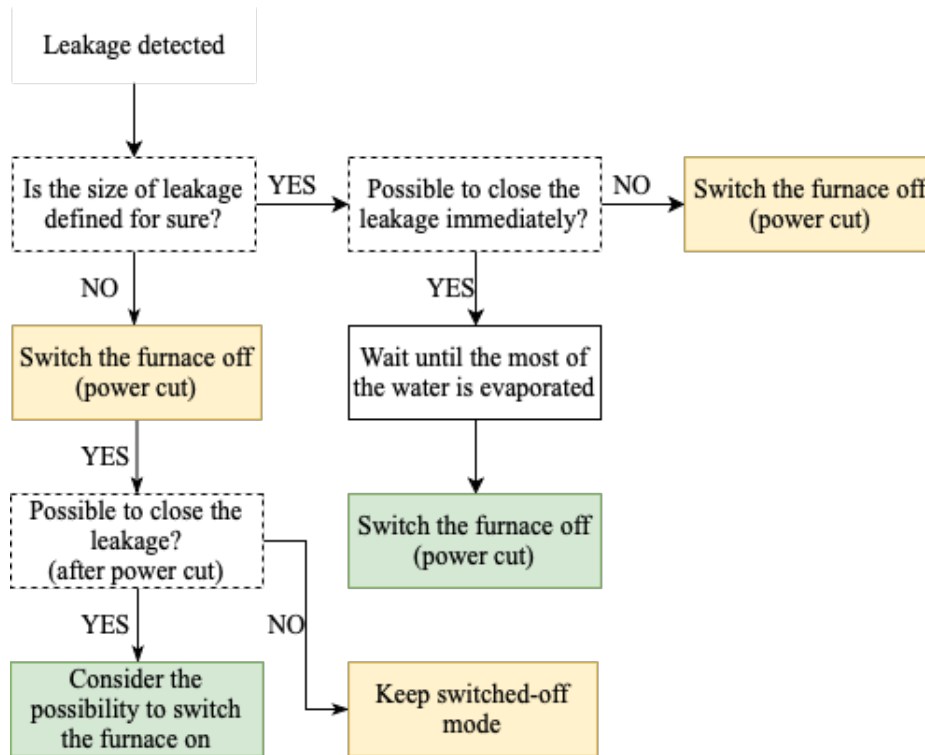 Leakage detected
Is the size of leakage
defined for sure?
YES
Possible to close the
leakage immediately?
NO
Switch the furnace off
(power cut)
NO
YES
Switch the furnace off
(power cut)
Wait until the most of
the water is evaporated
YES
Possible to close the
leakage?
(after power cut)
Switch the furnace off
(power cut)
YES
NO
Consider the
possibility to switch
the furnace on
Keep switched-off
mode